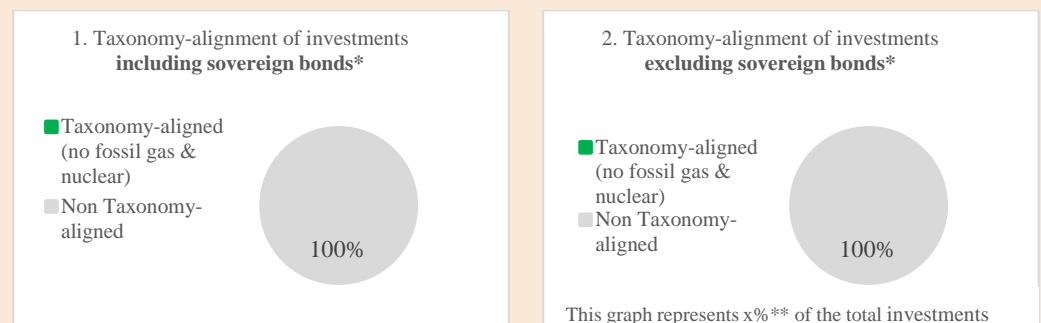 1. Taxonomy-alignment of investments
including sovereign bonds*
Taxonomy-aligned
(no fossil gas &
nuclear)
Non Taxonomy-
aligned
100%
2. Taxonomy-alignment of investments
excluding sovereign bonds*
Taxonomy-aligned
(no fossil gas &
nuclear)
Non Taxonomy-
aligned
100%
This graph represents x%** of the total investments